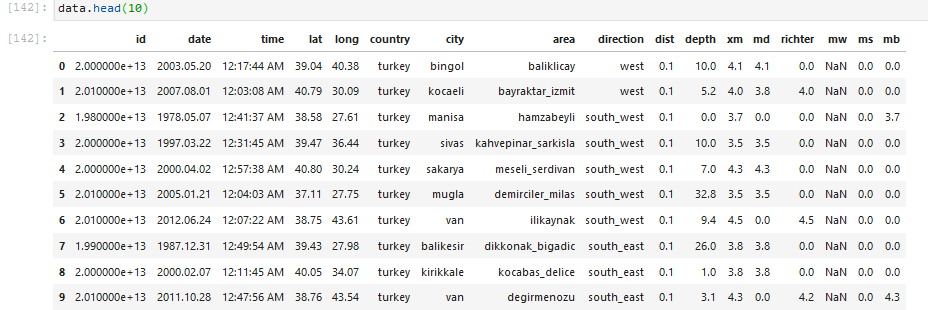 [142]: data.head(10)
[142]:
id date time lat long country city area direction dist depth xm md richter mw ms mb
0 2.000000e+13 2003.05.20 12:17:44 AM 39.04 40.38 turkey bingol baliklicay west 0.1 10.0 4.1 4.1 0.0 NaN 0.0 0.0
1 2.010000e+13 2007.08.01 12:03:08 AM 40.79 30.09 turkey kocaeli bayraktar_izmit west 0.1 5.2 4.0 3.8 4.0 NaN 0.0 0.0
2 1.980000e+13 1978.05.07 12:41:37 AM 38.58 27.61 turkey manisa hamzabeyli south_west 0.1 0.0 3.7 0.0 0.0 NaN 0.0 3.7
3 2.000000e+13 1997.03.22 12:31:45 AM 39.47 36.44 turkey sivas kahvepinar_sarkisla south_west 0.1 10.0 3.5 3.5 0.0 NaN 0.0 0.0
4 2.000000e+13 2000.04.02 12:57:38 AM 40.80 30.24 turkey sakarya meseli_serdivan south_west 0.1 7.0 4.3 4.3 0.0 NaN 0.0 0.0
5 2.010000e+13 2005.01.21 12:04:03 AM 37.11 27.75 turkey mugla demirciler_milas south_west 0.1 32.8 3.5 3.5 0.0 NaN 0.0 0.0
6 2.010000e+13 2012.06.24 12:07:22 AM 38.75 43.61 turkey van ilikaynak south_west 0.1 9.4 4.5 0.0 4.5 NaN 0.0 0.0
7 1.990000e+13 1987.12.31 12:49:54 AM 39.43 27.98 turkey balikesir dikkonak_bigadic south_east 0.1 26.0 3.8 3.8 0.0 NaN 0.0 0.0
8 2.000000e+13 2000.02.07 12:11:45 AM 40.05 34.07 turkey kirikkale kocabas_delice south_east 0.1 1.0 3.8 3.8 0.0 NaN 0.0 0.0
9 2.010000e+13 2011.10.28 12:47:56 AM 38.76 43.54 turkey van degirmenozu south_east 0.1 3.1 4.3 0.0 4.2 NaN 0.0 4.3